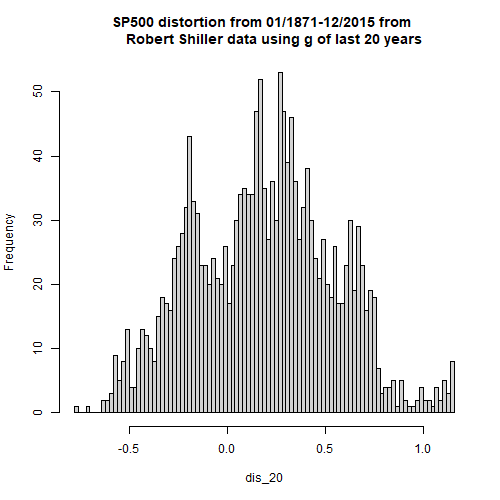 SP500 distortion from 01/1871-12/2015 from
Robert Shiller data using g of last 20 years
Frequency
50
40
30
20
10
0
-0.5 0.0 0.5 1.0
dis_20